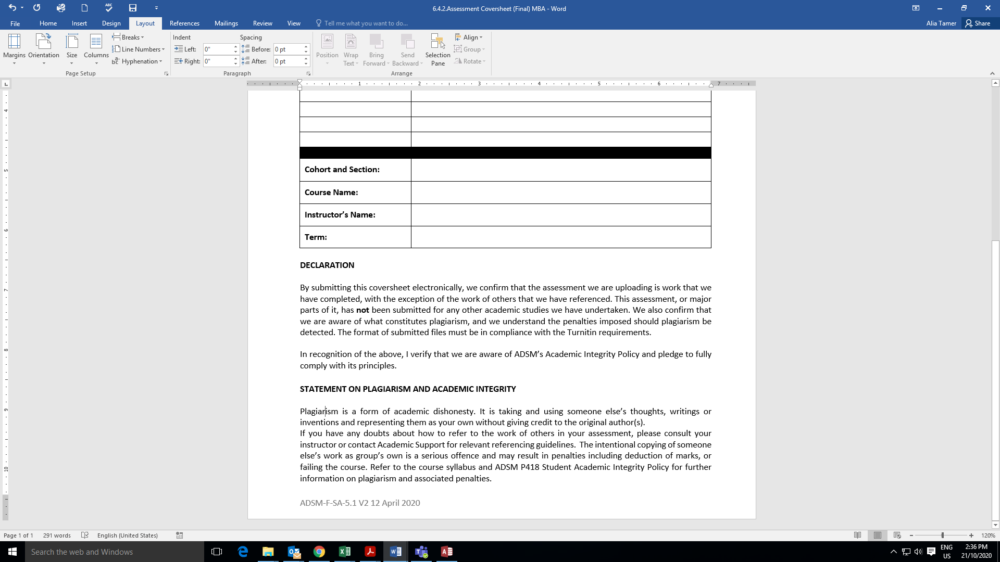 6.4.2.Assessment Coversheet (Final) MBA - Word
File Home Insert Design Layout References Mailings Review View Tell me what you want to do... Alia Tamer Share
Margins Orientation Size Columns
Breaks
Line Numbers
Hyphenation
Page Setup
Indent Spacing
Left: 0" Before: 0 pt
Right: 0" After: 0 pt
Paragraph
Position Wrap Text Bring Forward Send Backward Selection Pane
Align
Group
Rotate
Arrange
1 2 3 4 5 6 7
4
5
6
7
8
9
10
Cohort and Section:
Course Name:
Instructor’s Name:
Term:
DECLARATION
By submitting this coversheet electronically, we confirm that the assessment we are uploading is work that we
have completed, with the exception of the work of others that we have referenced. This assessment, or major
parts of it, has not been submitted for any other academic studies we have undertaken. We also confirm that
we are aware of what constitutes plagiarism, and we understand the penalties imposed should plagiarism be
detected. The format of submitted files must be in compliance with the Turnitin requirements.
In recognition of the above, I verify that we are aware of ADSM’s Academic Integrity Policy and pledge to fully
comply with its principles.
STATEMENT ON PLAGIARISM AND ACADEMIC INTEGRITY
Plagiarism is a form of academic dishonesty. It is taking and using someone else’s thoughts, writings or
inventions and representing them as your own without giving credit to the original author(s).
If you have any doubts about how to refer to the work of others in your assessment, please consult your
instructor or contact Academic Support for relevant referencing guidelines. The intentional copying of someone
else’s work as group’s own is a serious offence and may result in penalties including deduction of marks, or
failing the course. Refer to the course syllabus and ADSM P418 Student Academic Integrity Policy for further
information on plagiarism and associated penalties.
ADSM-F-SA-5.1 V2 12 April 2020
Page 1 of 1 291 words English (United States) 120%
Search the web and Windows
ENG
US
2:36 PM
21/10/2020